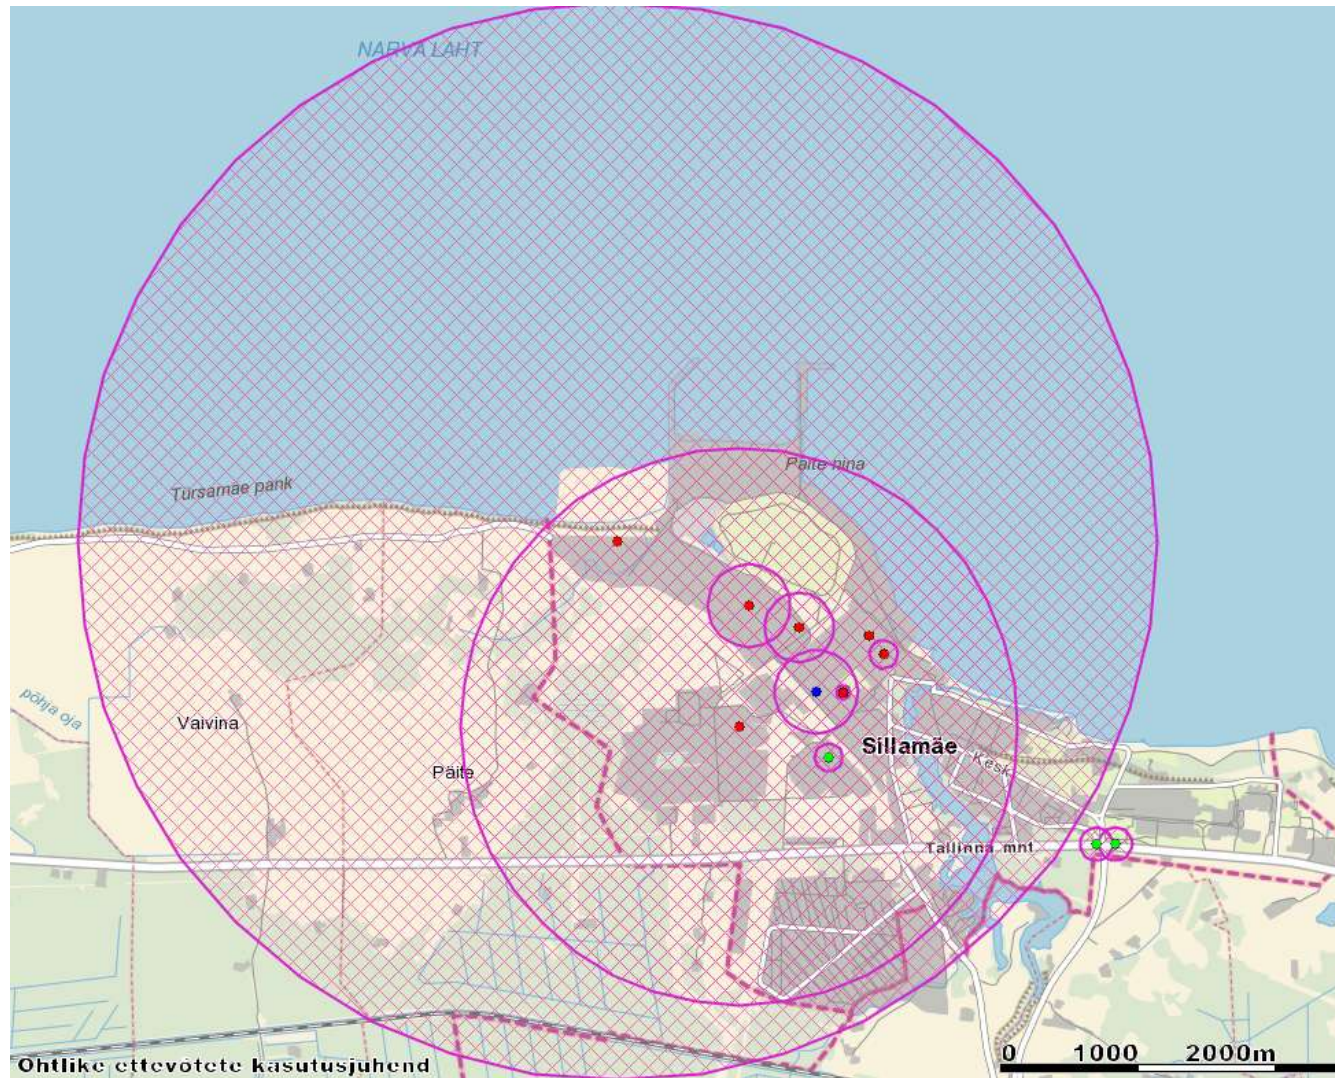 NARVA LAHT
Päite nina
Türsamäe pank
põhja oja
Vaivina
Sillamäe
Kesk
Päite
Tallinna mnt
0 1000 2000m
Ohtlike ettevõtete kasutusjuhend